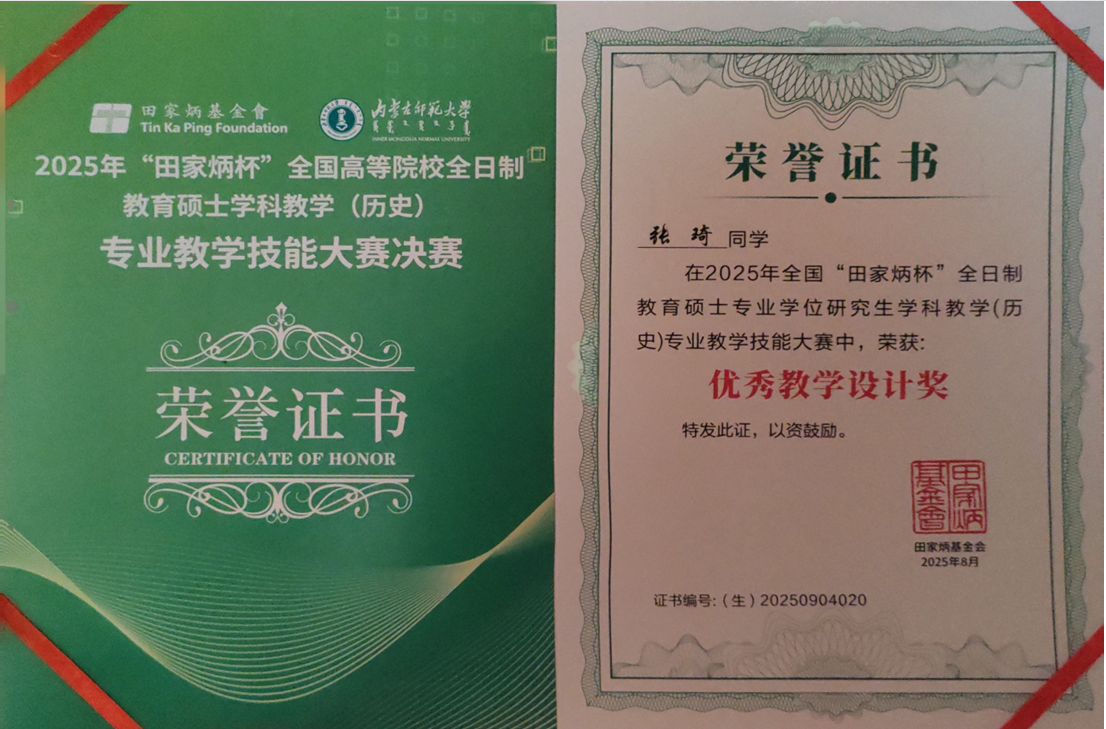 田家炳基金會
Tin Ka Ping Foundation
内蒙古师范大学
INNER MONGOLIA NORMAL UNIVERSITY
2025年“田家炳杯”全国高等院校全日制
教育硕士学科教学（历史）
专业教学技能大赛决赛
荣誉证书
CERTIFICATE OF HONOR
荣誉证书
张琦 同学
在2025年全国“田家炳杯”全日制
教育硕士专业学位研究生学科教学(历
史)专业教学技能大赛中，荣获:
优秀教学设计奖
特发此证，以资鼓励。
田家炳
基金會
田家炳基金会
2025年8月
证书编号:（生）20250904020